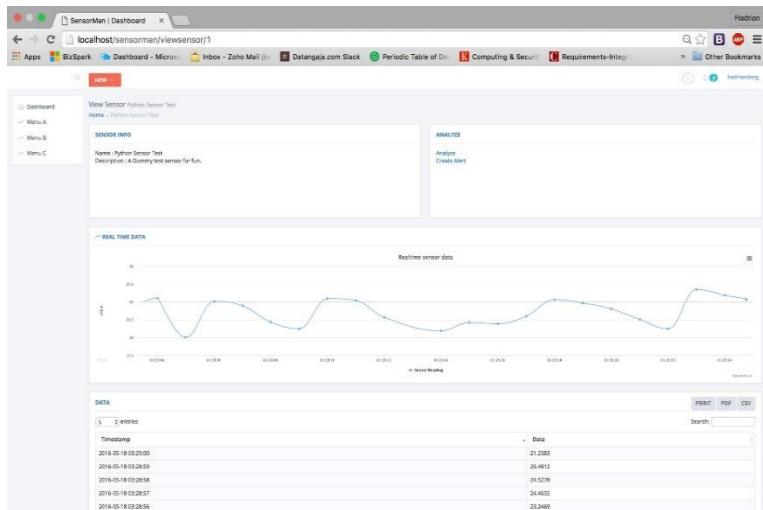 SensorMan | Dashboard
Hadrian
localhost/sensorman/viewsensor/1
Apps BizSpark Dashboard - Micros Inbox - Zoho Mail Datangaja.com Slack Periodic Table of De Computing & Securi Requirements-Integr » Other Bookmarks
NEW
Dashboard
Menu A
Menu B
Menu C
View Sensor Python Sensor Test
Home Python Sensor Test
SENSOR INFO
Name : Python Sensor Test
Description : A Dummy test sensor for fun.
ANALYZE
Analyze
Create Alert
REAL TIME DATA
Realtime sensor data
Sensor Reading
DATA
PRINT PDF CSV
5 entries
Search:
Timestamp Data
2016-05-18 03:29:00 21.2383
2016-05-18 03:28:59 26.4812
2016-05-18 03:28:58 24.5278
2016-05-18 03:28:57 24.4655
2016-05-18 03:28:56 23.2469